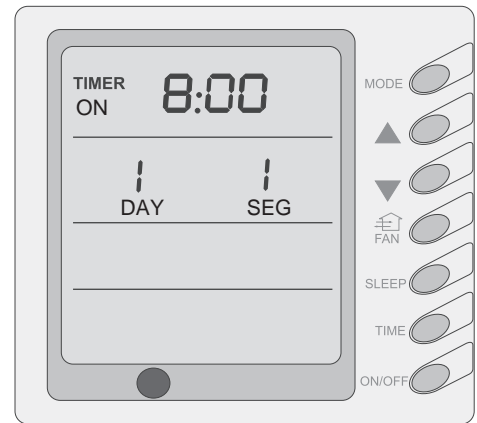 TIMER
ON
8:00
1 1
DAY SEG
MODE
FAN
SLEEP
TIME
ON/OFF